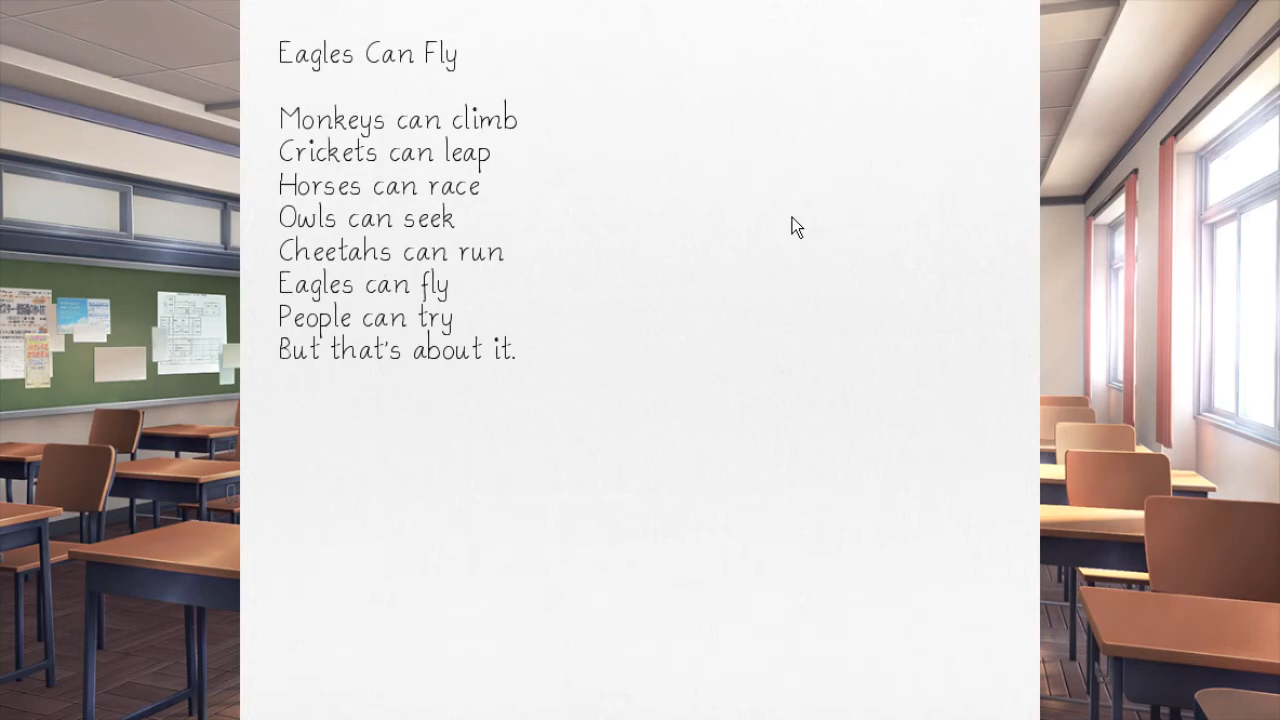 Eagles Can Fly
Monkeys can climb
Crickets can leap
Horses can race
Owls can seek
Cheetahs can run
Eagles can fly
People can try
But that's about it.